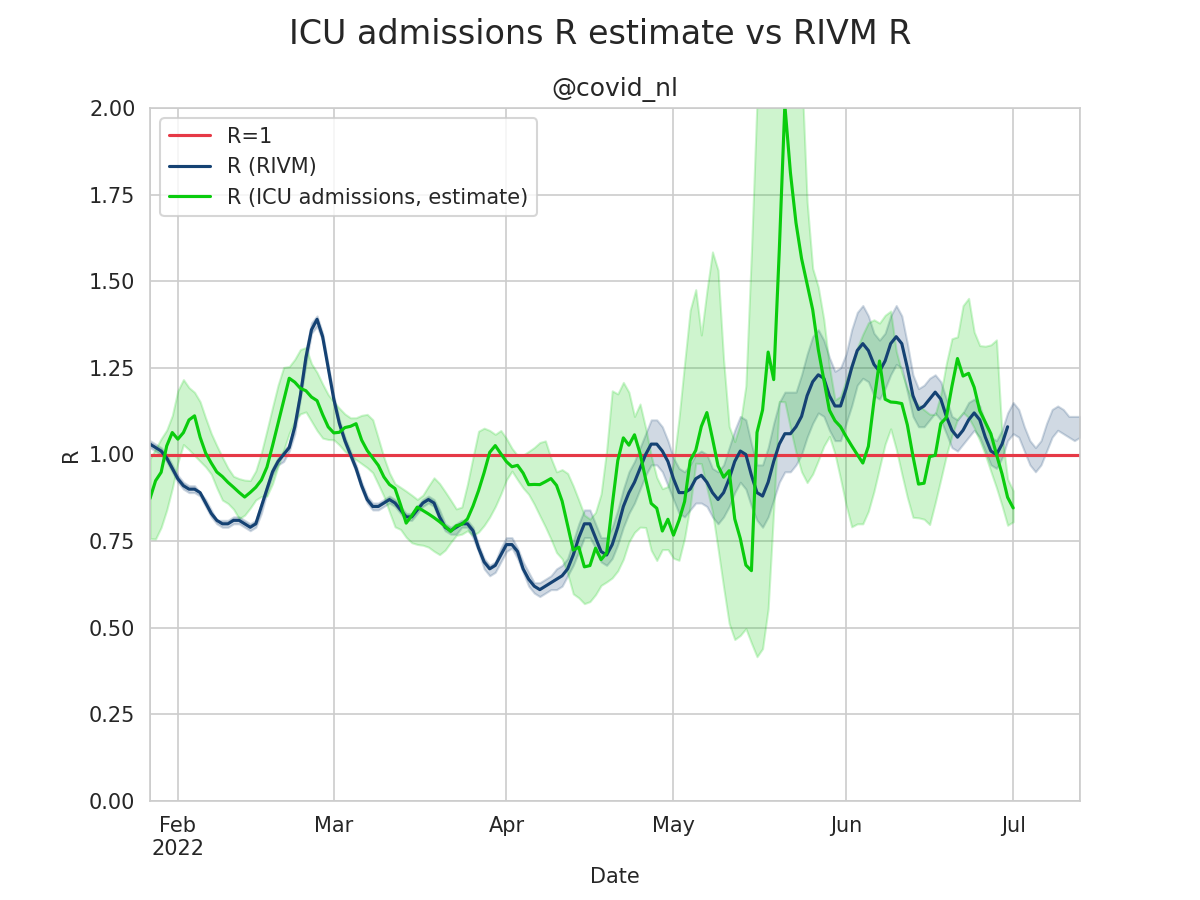 ICU admissions R estimate vs RIVM R
@covid_nl
R=1
R (RIVM)
R (ICU admissions, estimate)
2.00
1.75
1.50
1.25
1.00
0.75
0.50
0.25
0.00
R
Feb Mar Apr May Jun Jul
2022
Date